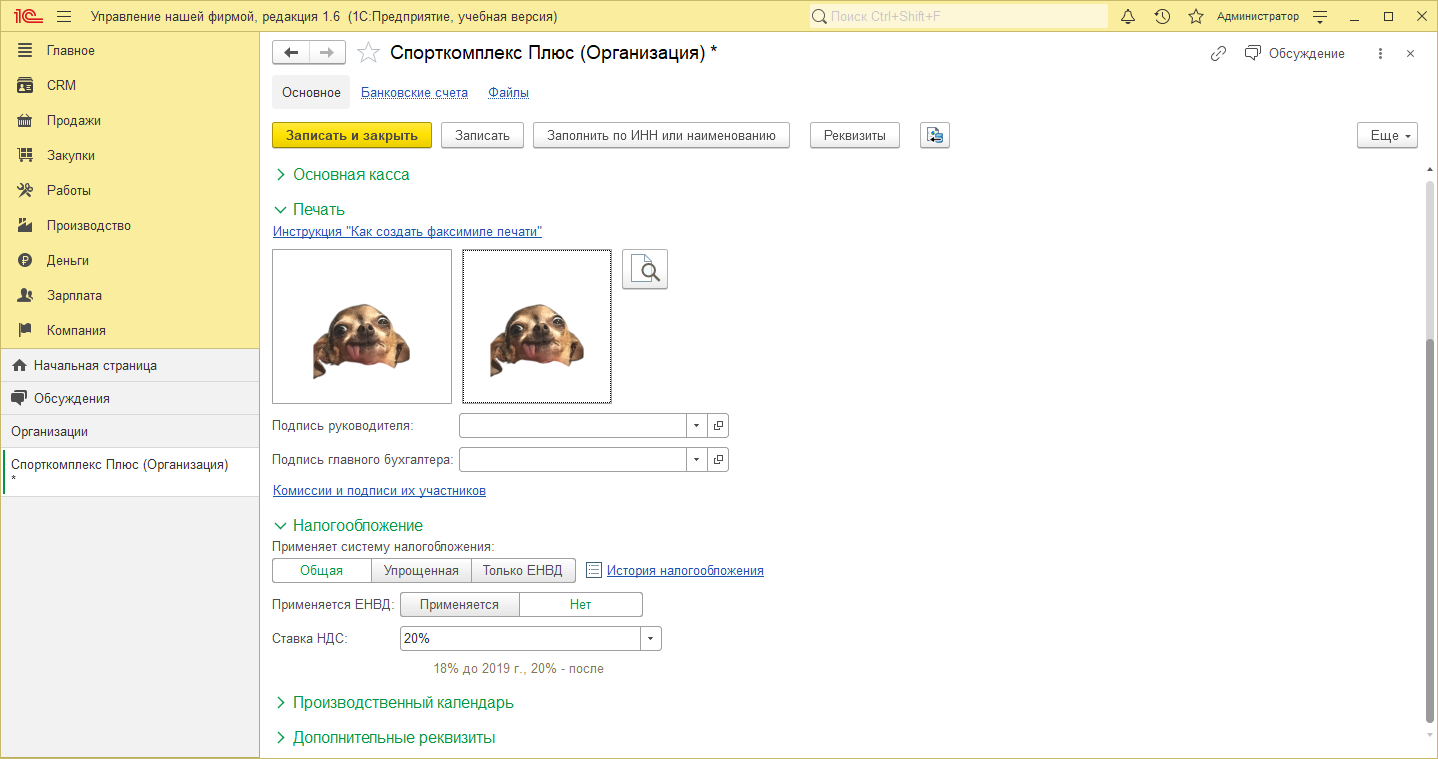 1С Управление нашей фирмой, редакция 1.6 (1С:Предприятие, учебная версия)
Поиск Ctrl+Shift+F
Администратор
Главное
CRM
Продажи
Закупки
Работы
Производство
Деньги
Зарплата
Компания
Начальная страница
Обсуждения
Организации
Спорткомплекс Плюс (Организация)
*
Спорткомплекс Плюс (Организация) *
Обсуждение
Основное
Банковские счета
Файлы
Записать и закрыть
Записать
Заполнить по ИНН или наименованию
Реквизиты
Еще
Основная касса
Печать
Инструкция "Как создать факсимиле печати"
Подпись руководителя:
Подпись главного бухгалтера:
Комиссии и подписи их участников
Налогообложение
Применяет систему налогобложения:
Общая
Упрощенная
Только ЕНВД
История налогообложения
Применяется ЕНВД:
Применяется
Нет
Ставка НДС:
20%
18% до 2019 г., 20% - после
Производственный календарь
Дополнительные реквизиты